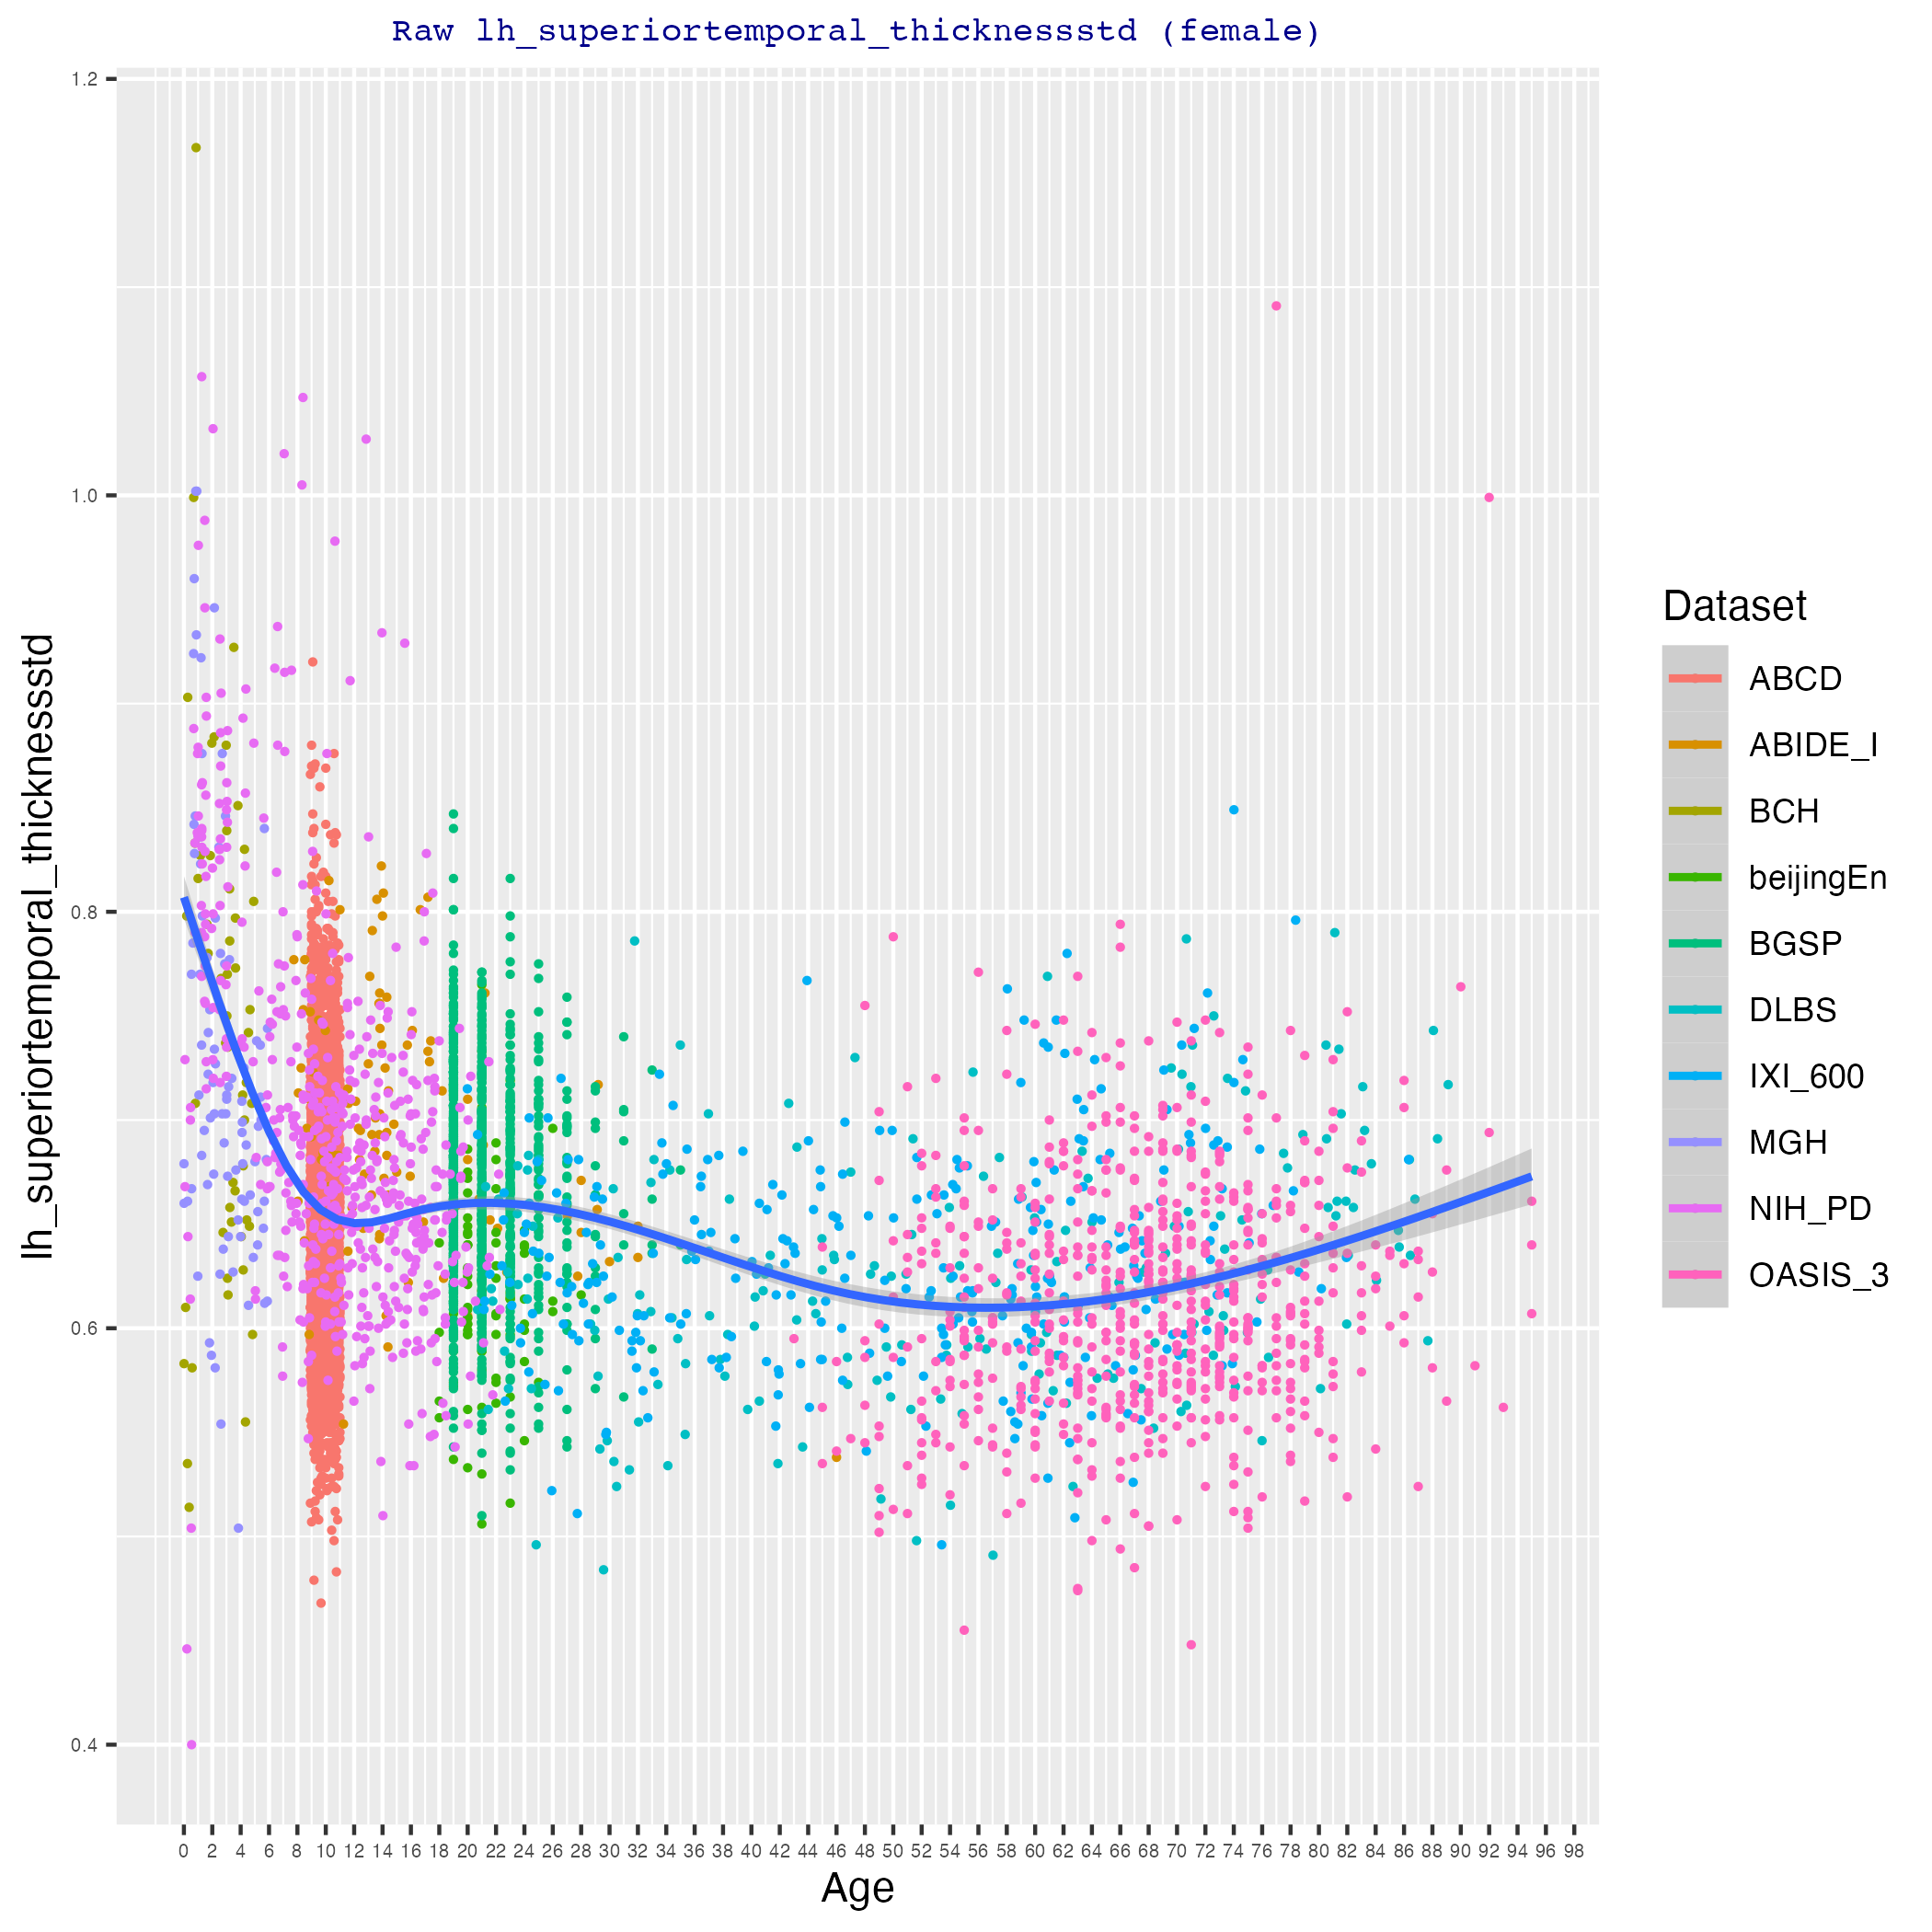 Raw lh_superiortemporal_thicknessstd (female)
lh_superiortemporal_thicknessstd
1.2
1.0
0.8
0.6
0.4
0 2 4 6 8 10 12 14 16 18 20 22 24 26 28 30 32 34 36 38 40 42 44 46 48 50 52 54 56 58 60 62 64 66 68 70 72 74 76 78 80 82 84 86 88 90 92 94 96 98
Age
Dataset
ABCD
ABIDE_I
BCH
beijingEn
BGSP
DLBS
IXI_600
MGH
NIH_PD
OASIS_3